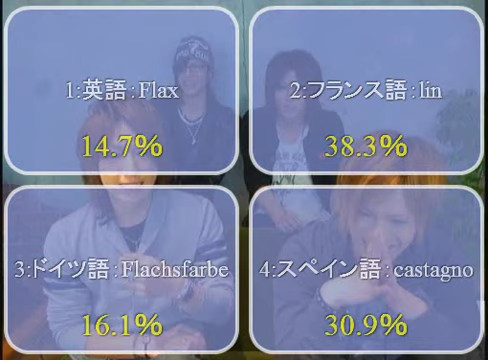 1:英語:Flax
14.7%
2:フランス語:lin
38.3%
3:ドイツ語:Flachsfarbe
16.1%
4:スペイン語:castagno
30.9%